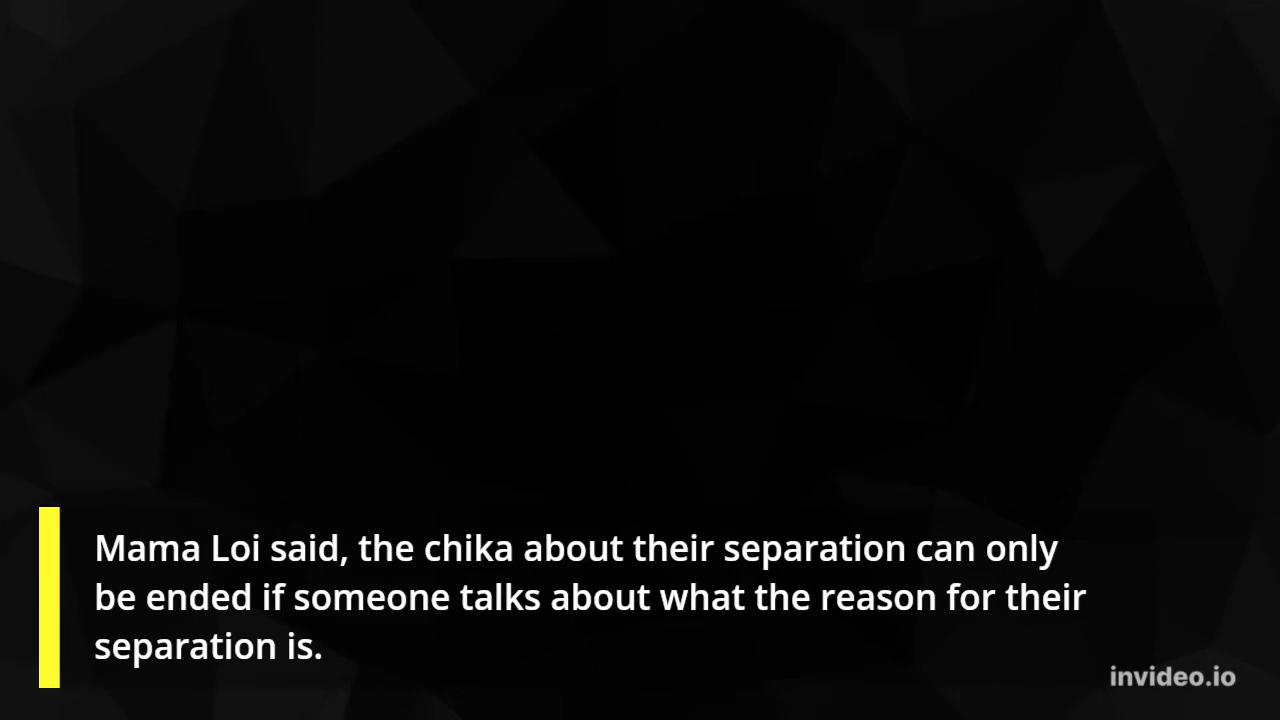 Mama Loi said, the chika about their separation can only
be ended if someone talks about what the reason for their
separation is.
invideo.io